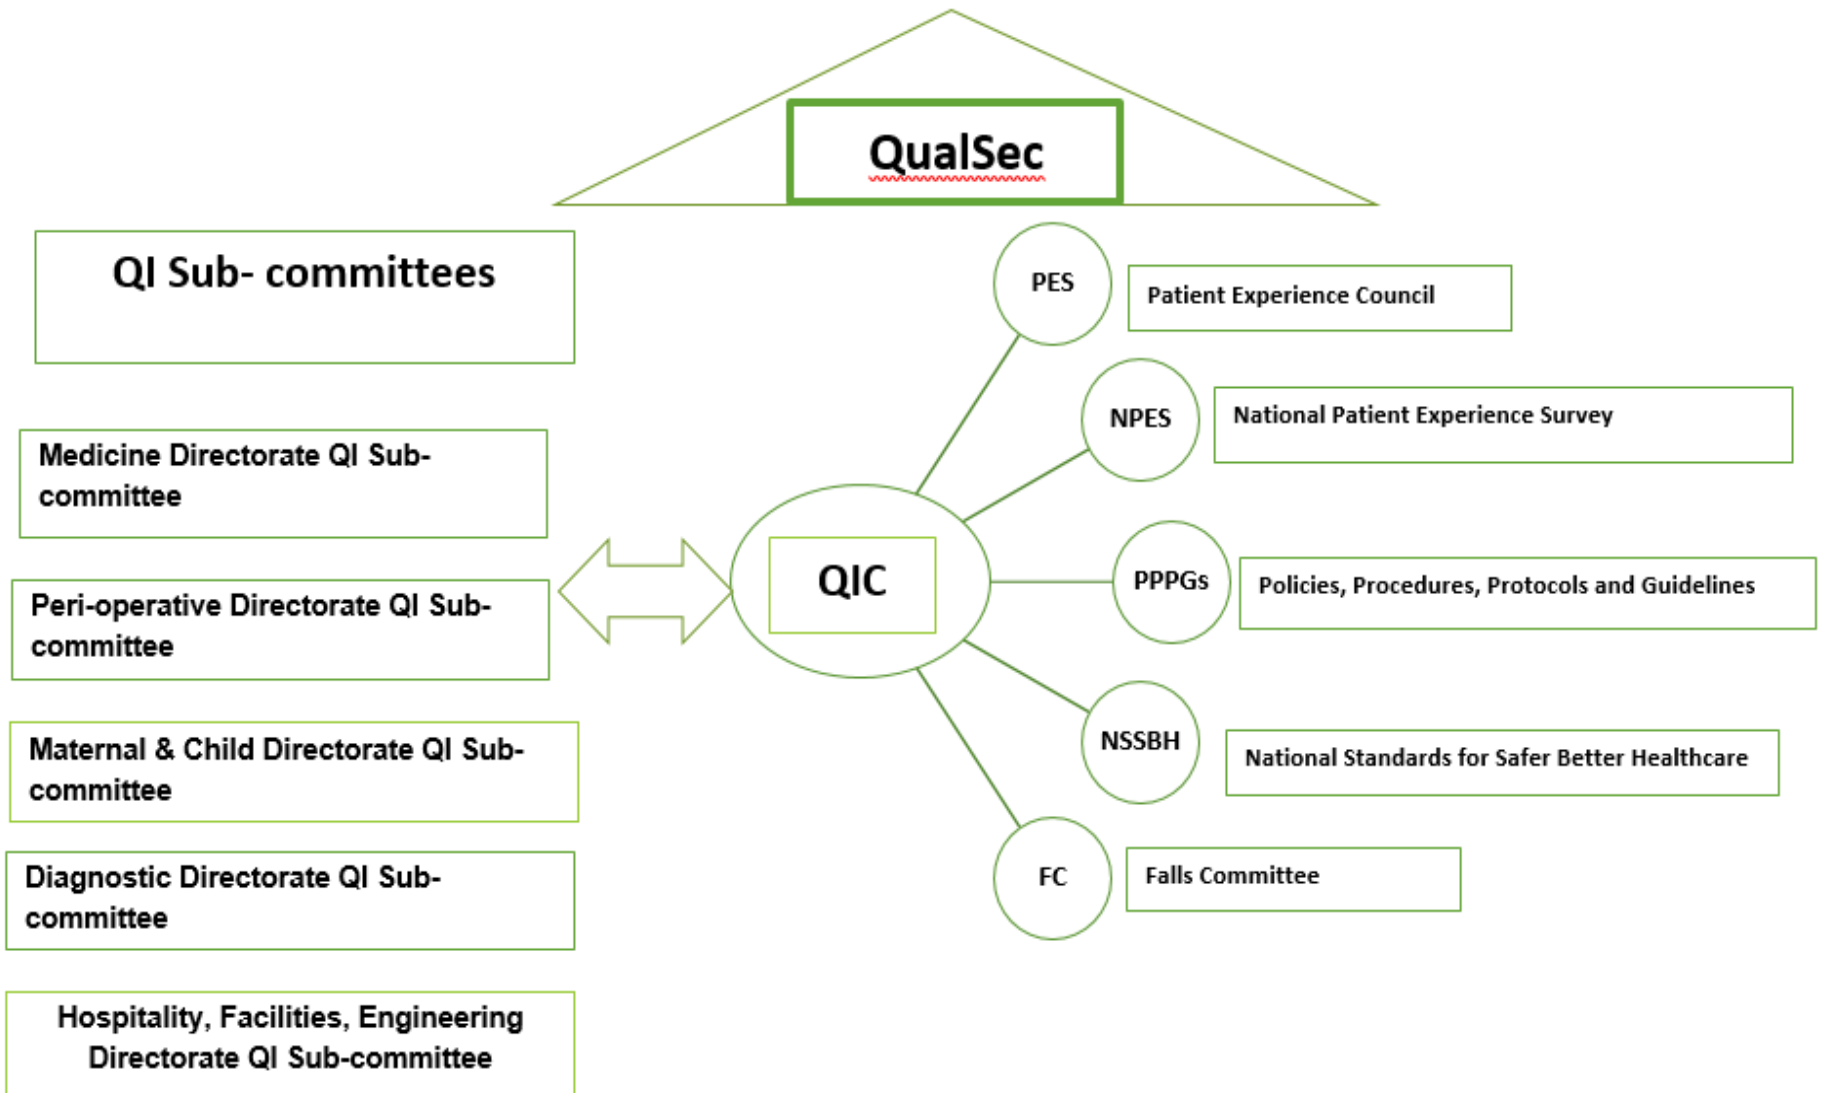 QualSec
QI Sub- committees
Medicine Directorate QI Sub-
committee
Peri-operative Directorate QI Sub-
committee
Maternal & Child Directorate QI Sub-
committee
Diagnostic Directorate QI Sub-
committee
Hospitality, Facilities, Engineering
Directorate QI Sub-committee
QIC
PES
Patient Experience Council
NPES
National Patient Experience Survey
PPPGs
Policies, Procedures, Protocols and Guidelines
NSSBH
National Standards for Safer Better Healthcare
FC
Falls Committee